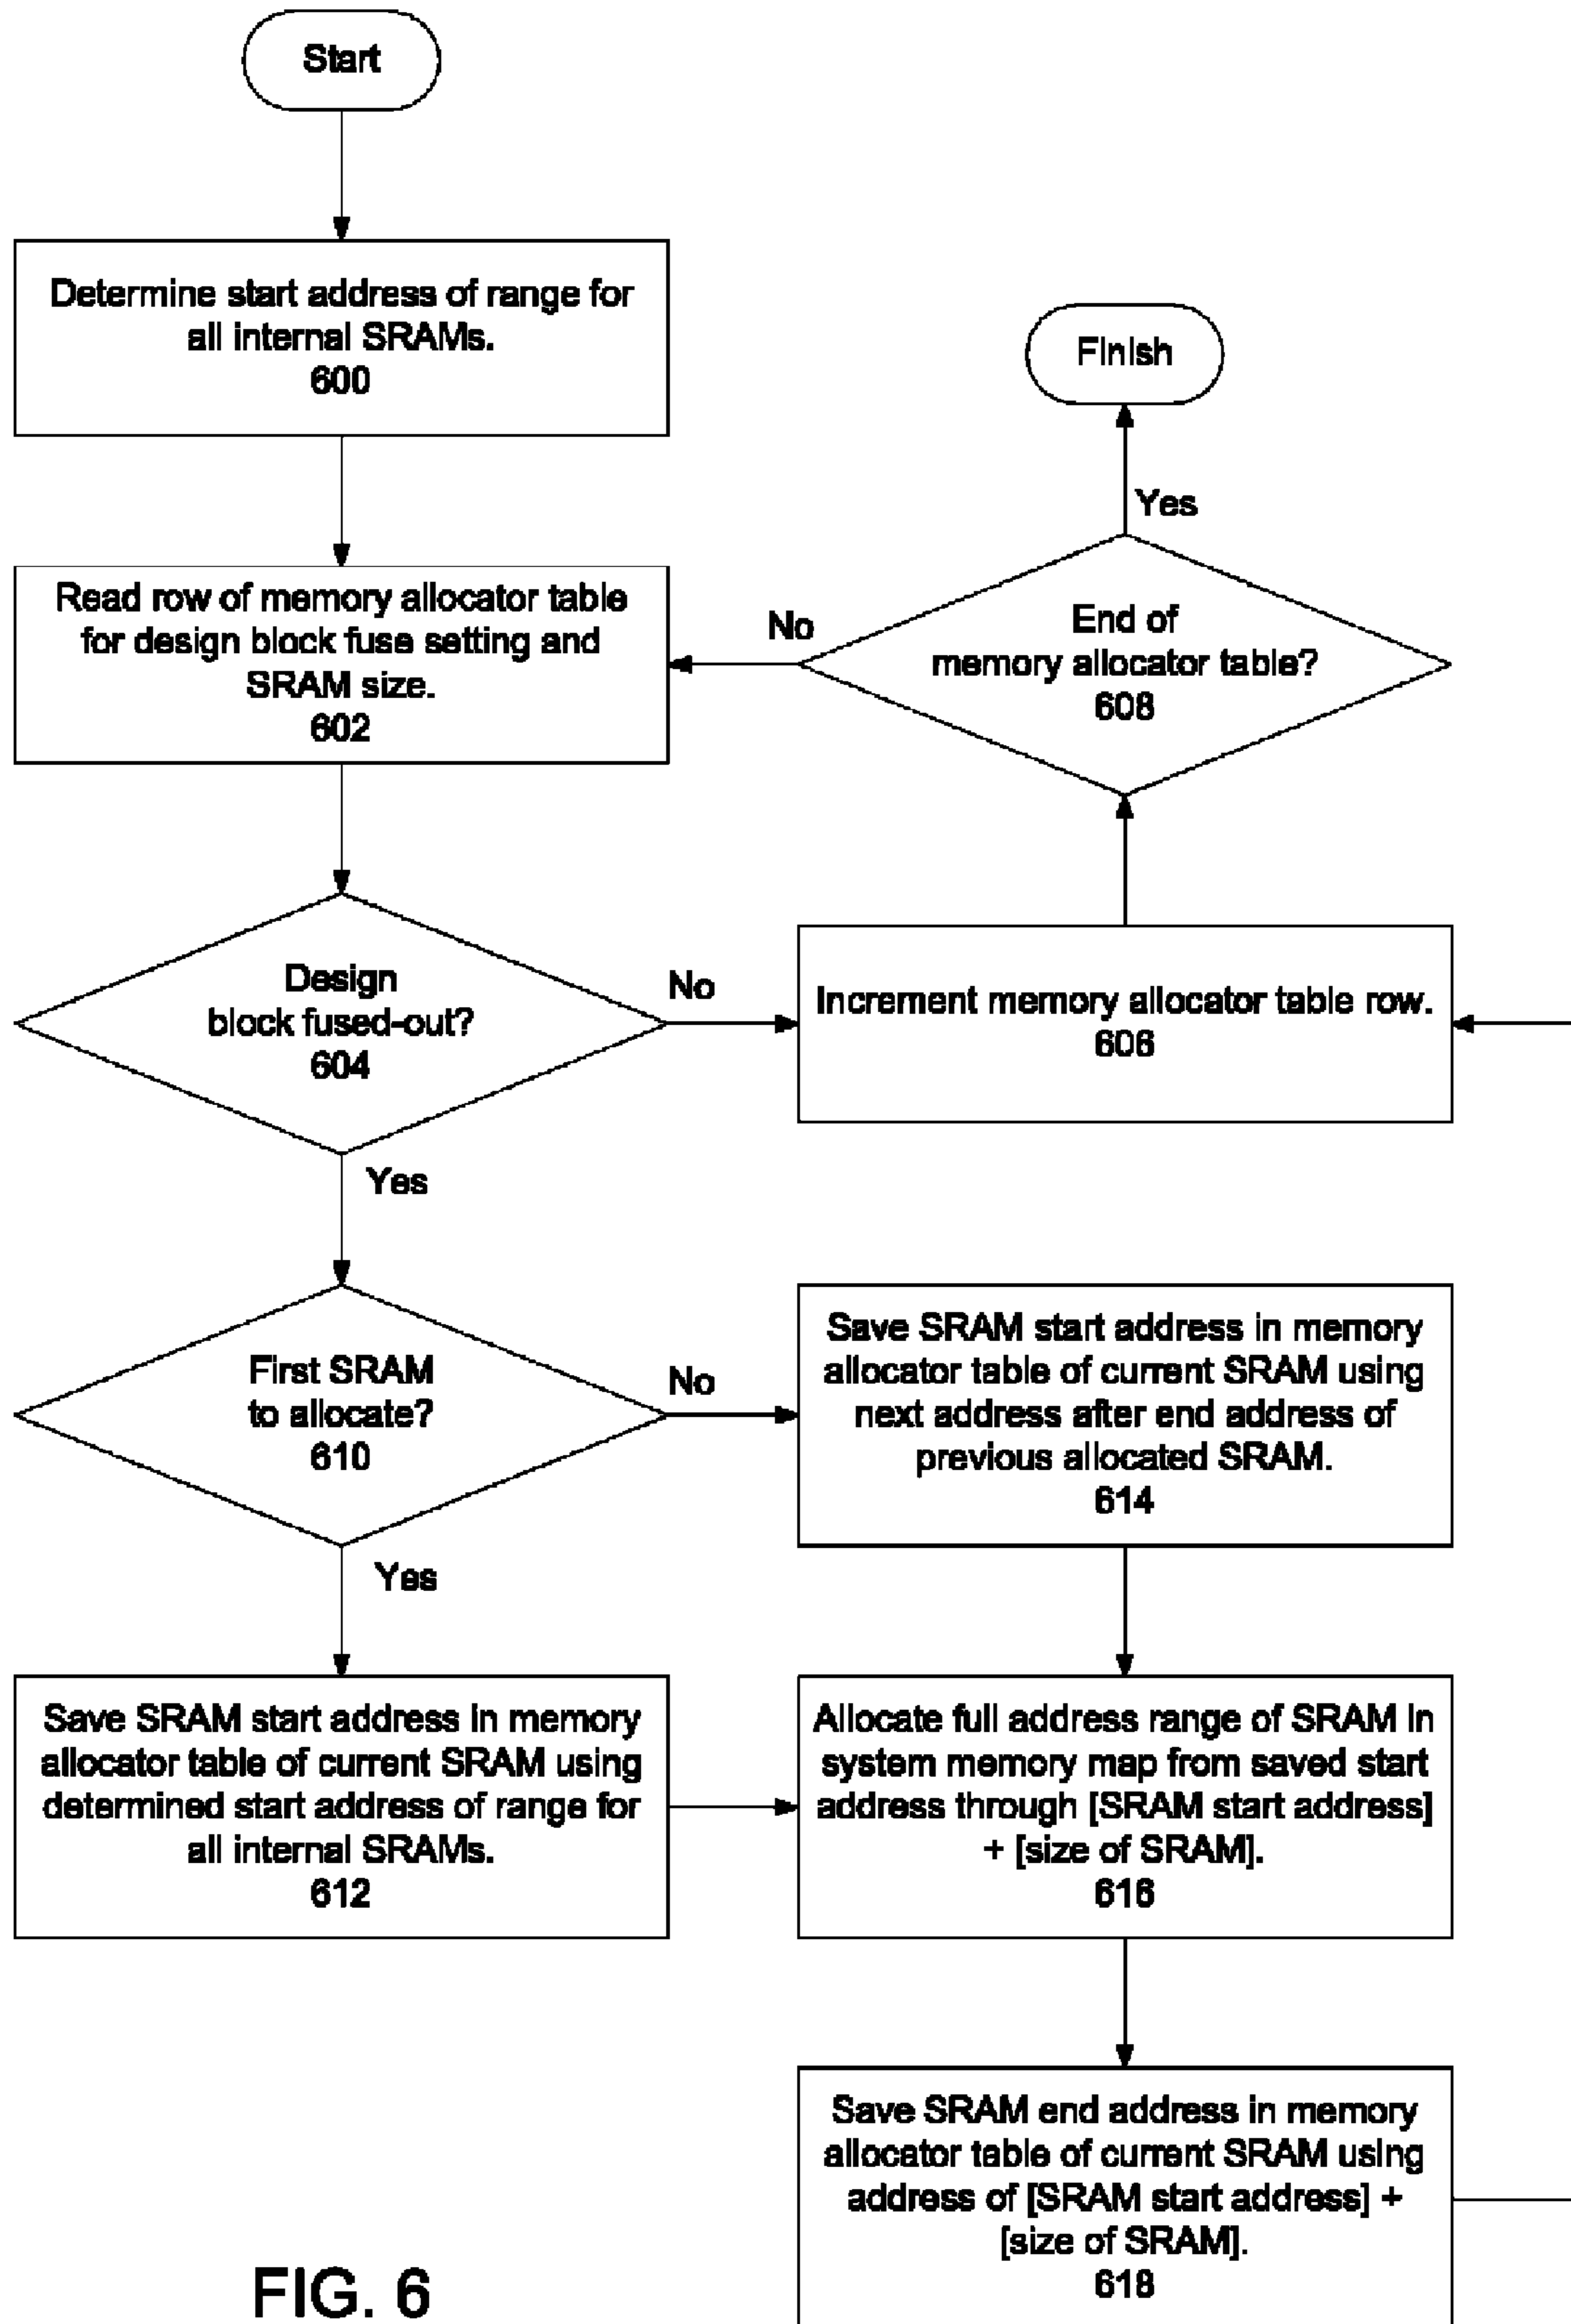 Start
Determine start address of range for
all internal SRAMs.
600
Finish
Yes
Read row of memory allocator table
for design block fuse setting and
SRAM size.
602
No
End of
memory allocator table?
608
Design
block fused-out?
604
No
Increment memory allocator table row.
606
Yes
First SRAM
to allocate?
610
No
Save SRAM start address in memory
allocator table of current SRAM using
next address after end address of
previous allocated SRAM.
614
Yes
Save SRAM start address in memory
allocator table of current SRAM using
determined start address of range for
all internal SRAMs.
612
Allocate full address range of SRAM in
system memory map from saved start
address through [SRAM start address]
+ [size of SRAM].
616
Save SRAM end address in memory
allocator table of current SRAM using
address of [SRAM start address] +
[size of SRAM].
618
FIG. 6